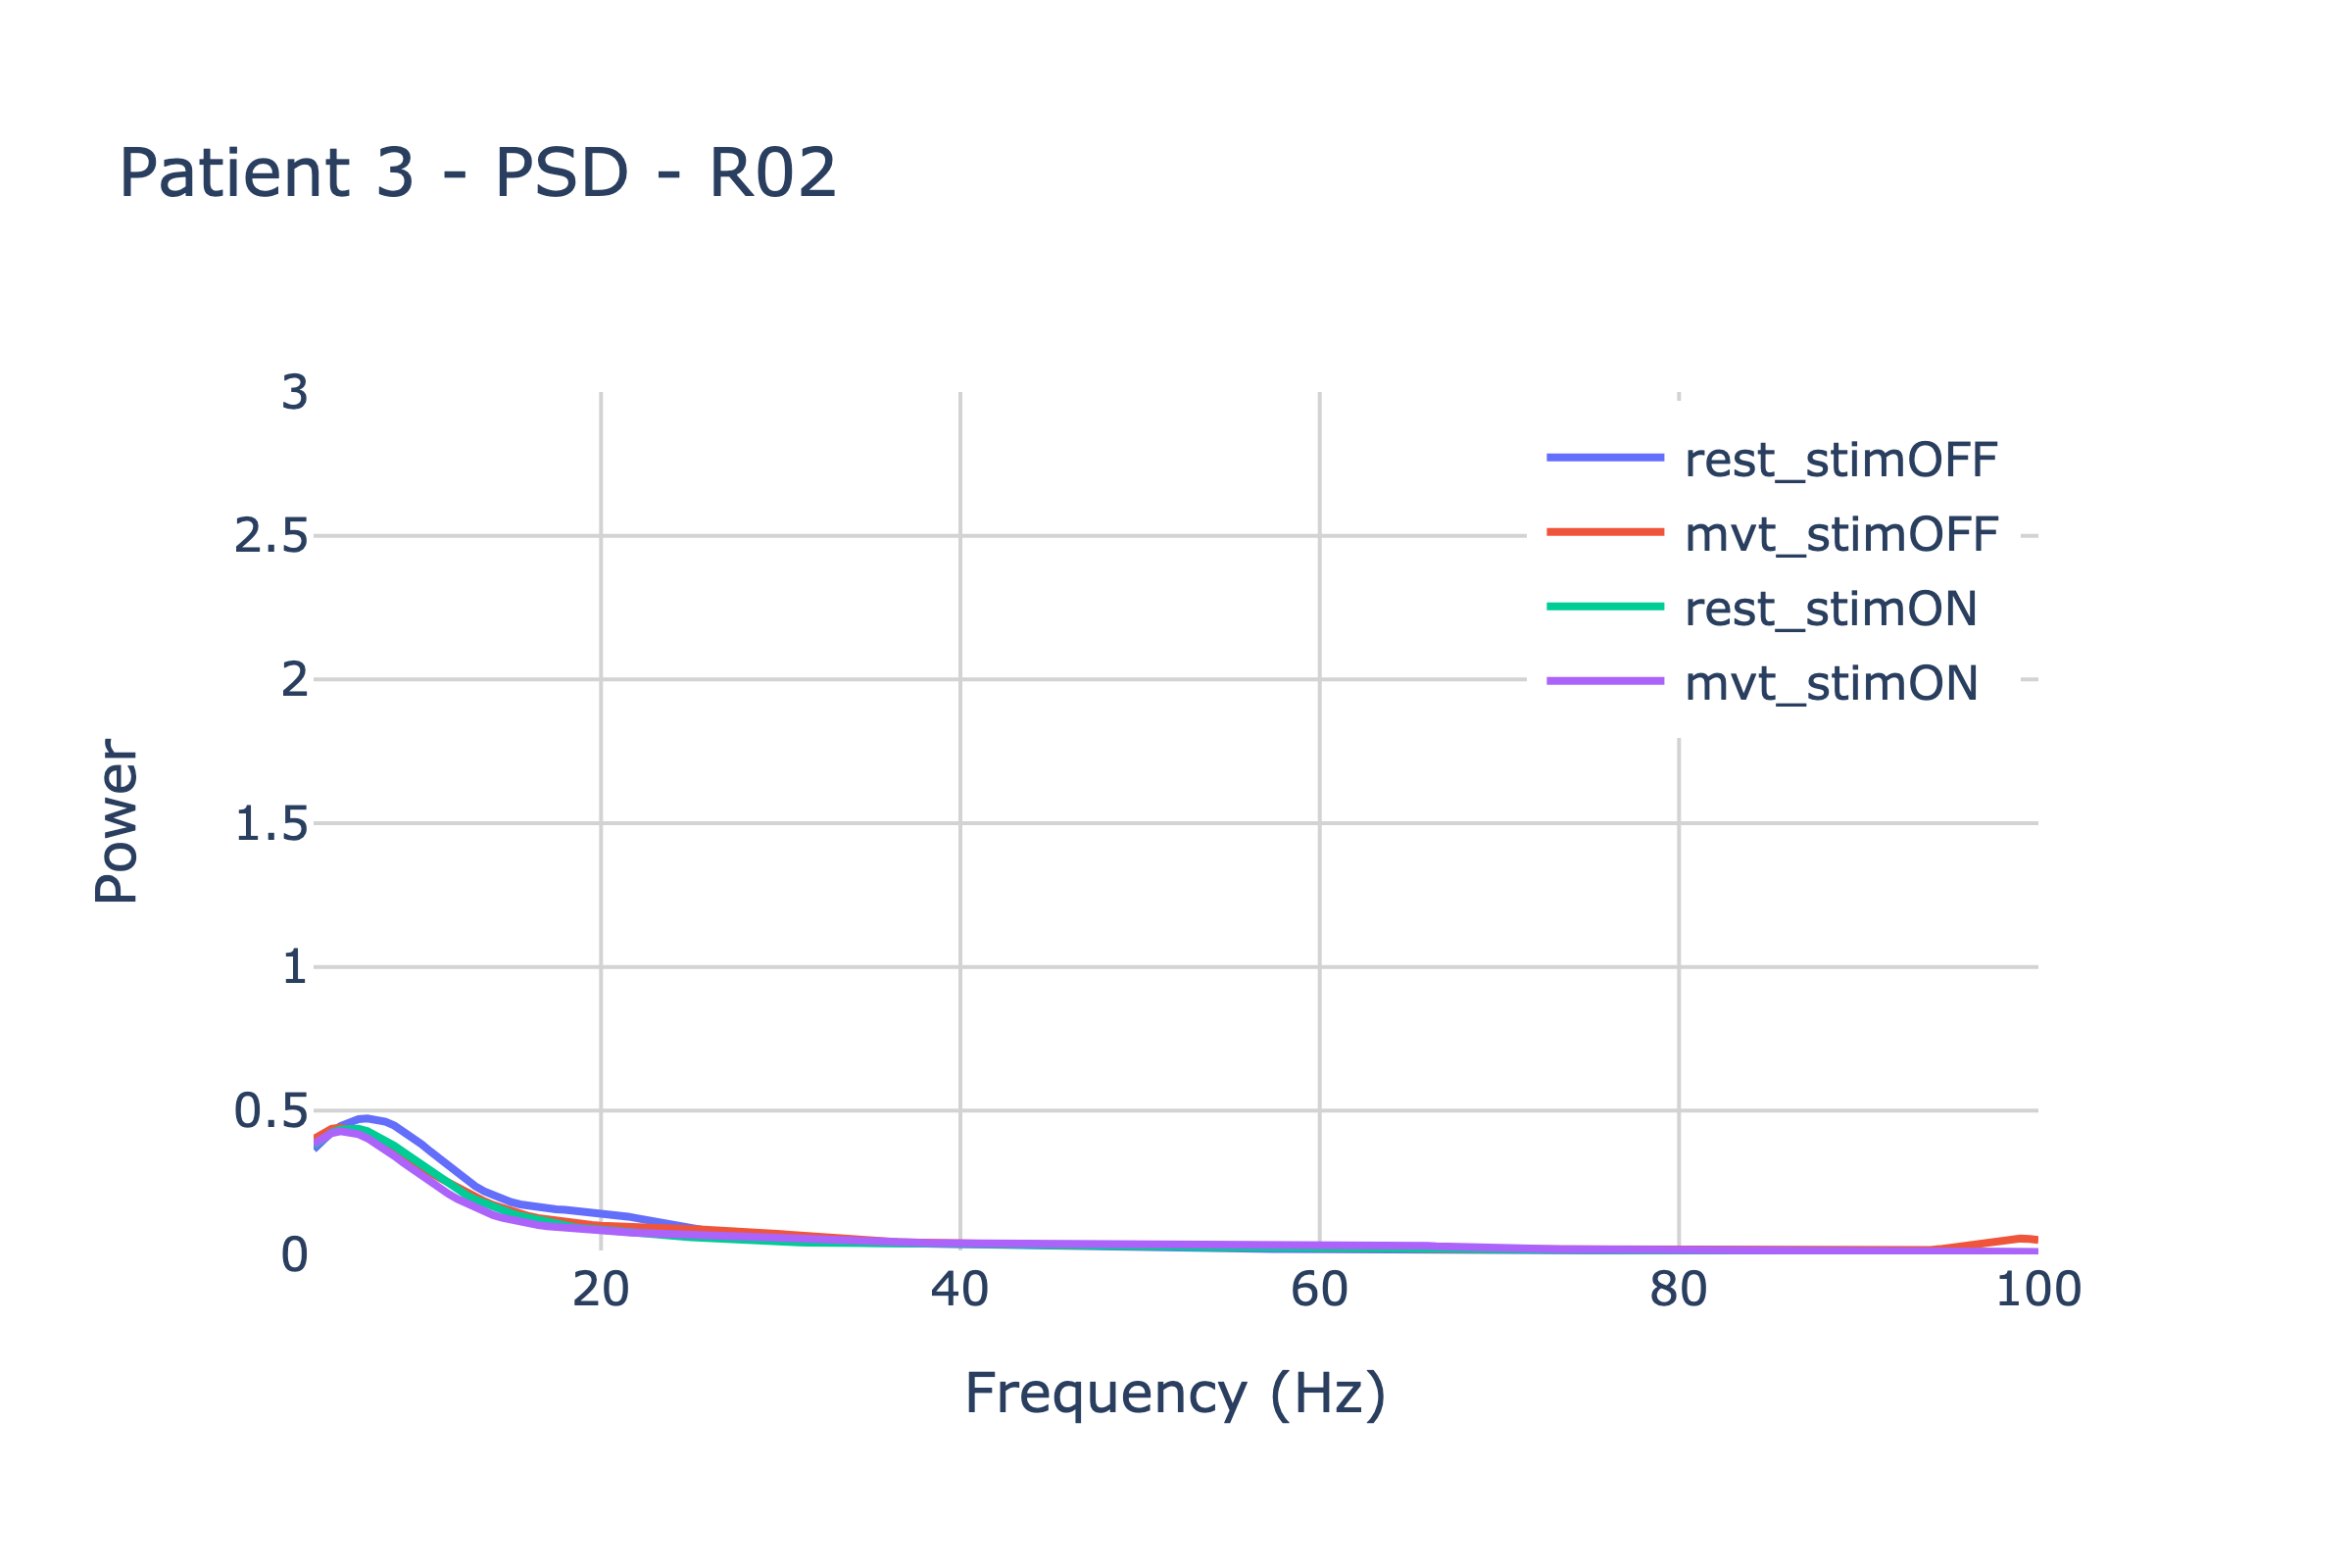 Patient 3 - PSD - R02
3
2.5
2
1.5
1
0.5
0
Power
rest_stimOFF
mvt_stimOFF
rest_stimON
mvt_stimON
20 40 60 80 100
Frequency (Hz)